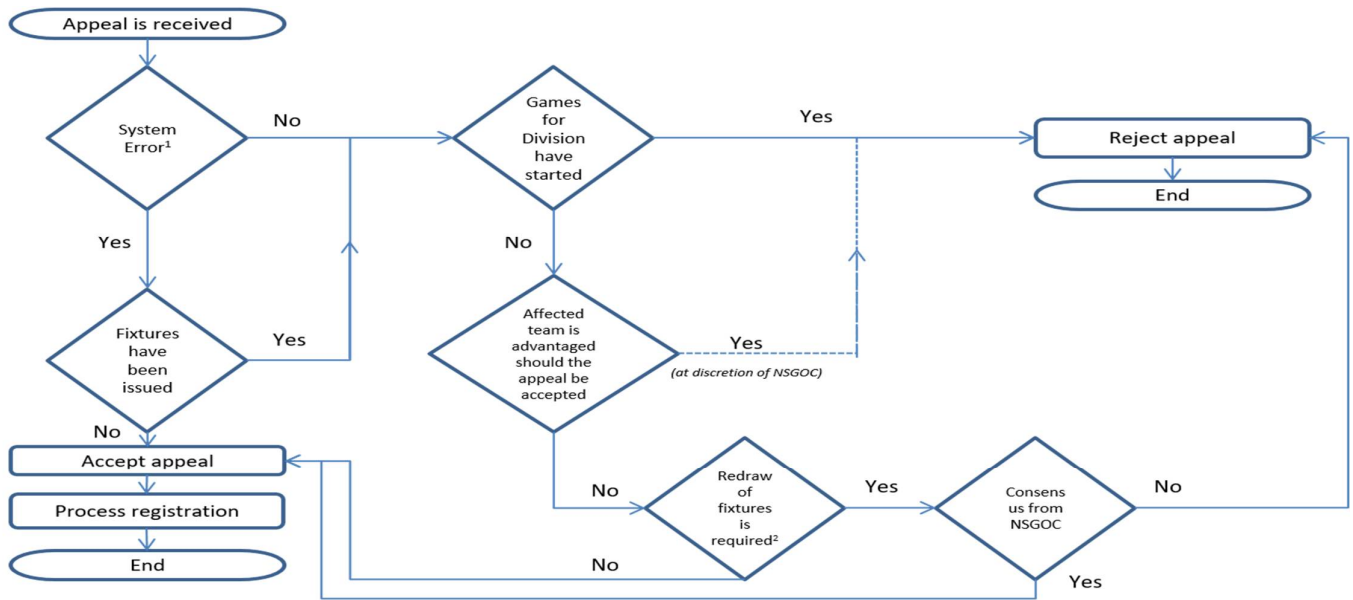 Appeal is received
System
Error¹
No
Yes
Fixtures
have
been
issued
Yes
No
Accept appeal
Process registration
End
Games
for
Division
have
started
Yes
No
Affected
team is
advantaged
should the
appeal be
accepted
Yes
(at discretion of NSGOC)
No
Redraw
of
fixtures
is
required²
Yes
No
Consens
us from
NSGOC
No
Yes
Reject appeal
End